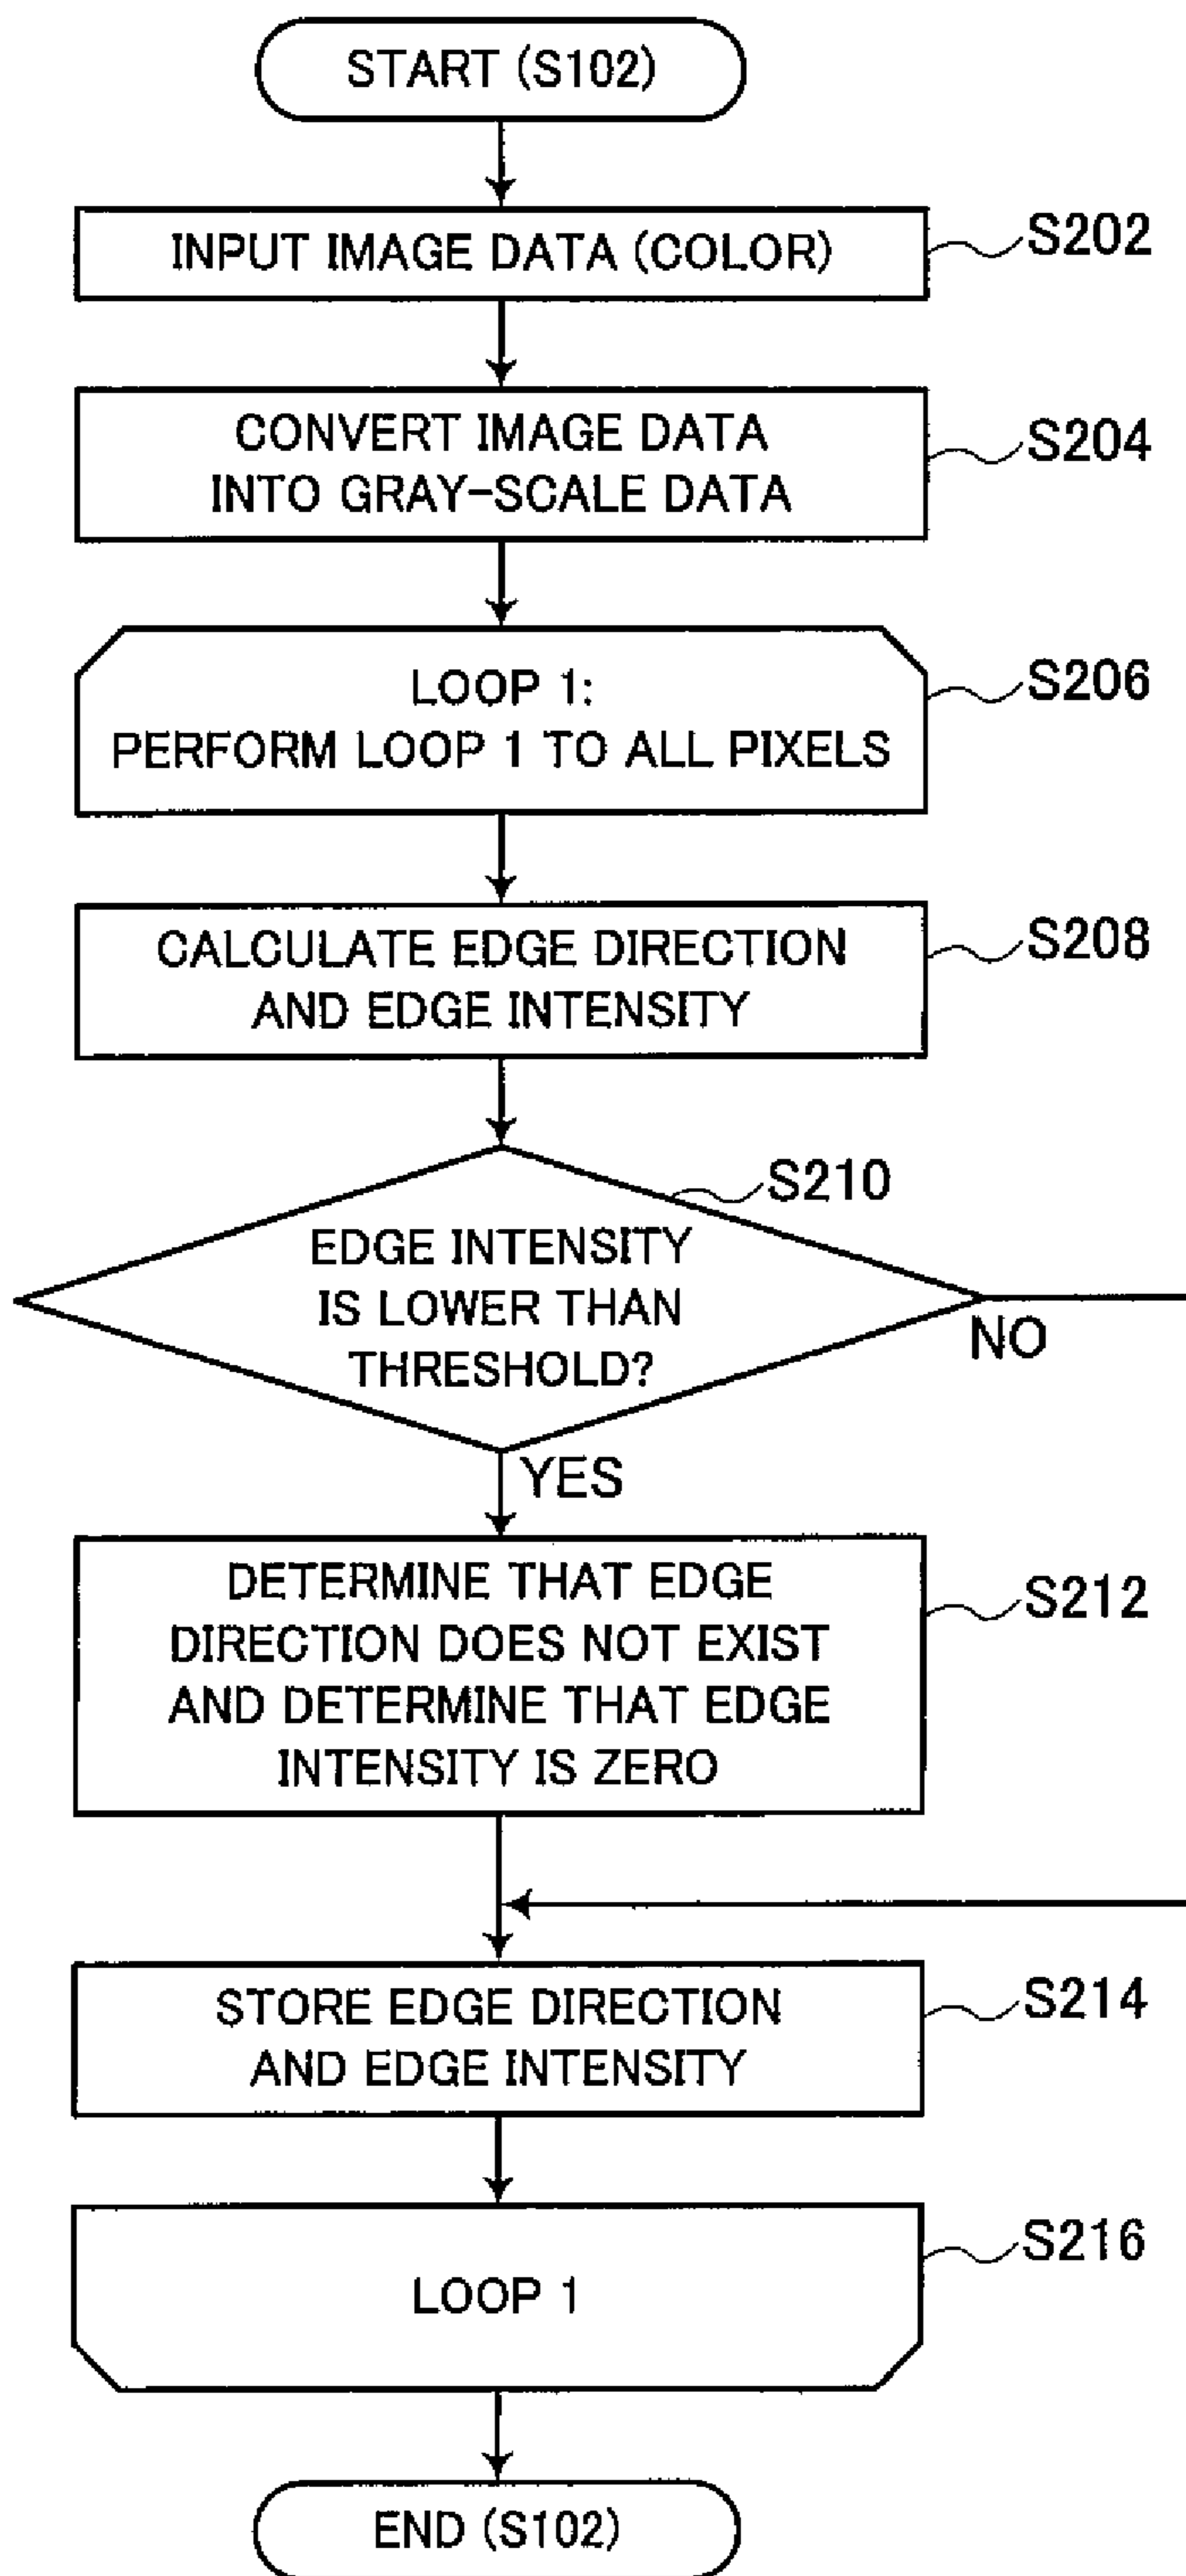 START (S102)
INPUT IMAGE DATA (COLOR)
S202
CONVERT IMAGE DATA
INTO GRAY-SCALE DATA
S204
LOOP 1:
PERFORM LOOP 1 TO ALL PIXELS
S206
CALCULATE EDGE DIRECTION
AND EDGE INTENSITY
S208
S210
EDGE INTENSITY
IS LOWER THAN
THRESHOLD?
NO
YES
DETERMINE THAT EDGE
DIRECTION DOES NOT EXIST
AND DETERMINE THAT EDGE
INTENSITY IS ZERO
S212
STORE EDGE DIRECTION
AND EDGE INTENSITY
S214
LOOP 1
S216
END (S102)